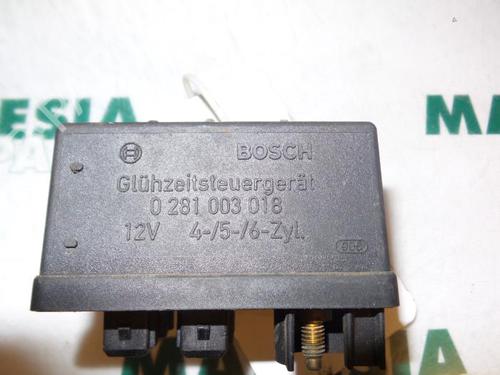 BOSCH
Glühzeitsteuergerät
0 281 003 018
12V 4-/5-/6-Zyl.